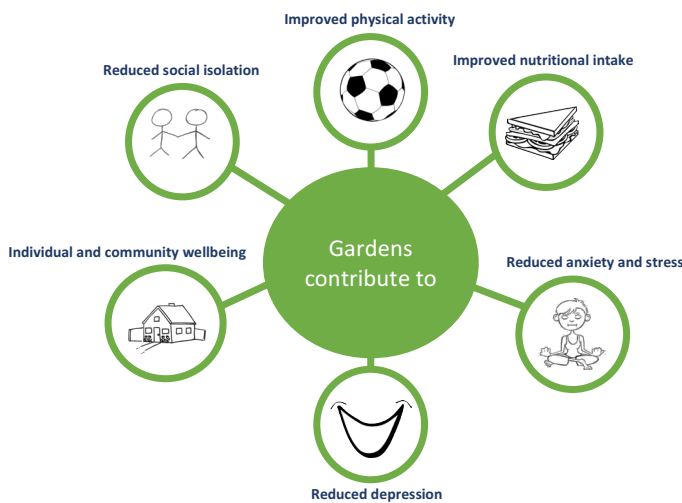 Improved physical activity
Reduced social isolation
Improved nutritional intake
Gardens
contribute to
Individual and community wellbeing
Reduced anxiety and stress
Reduced depression